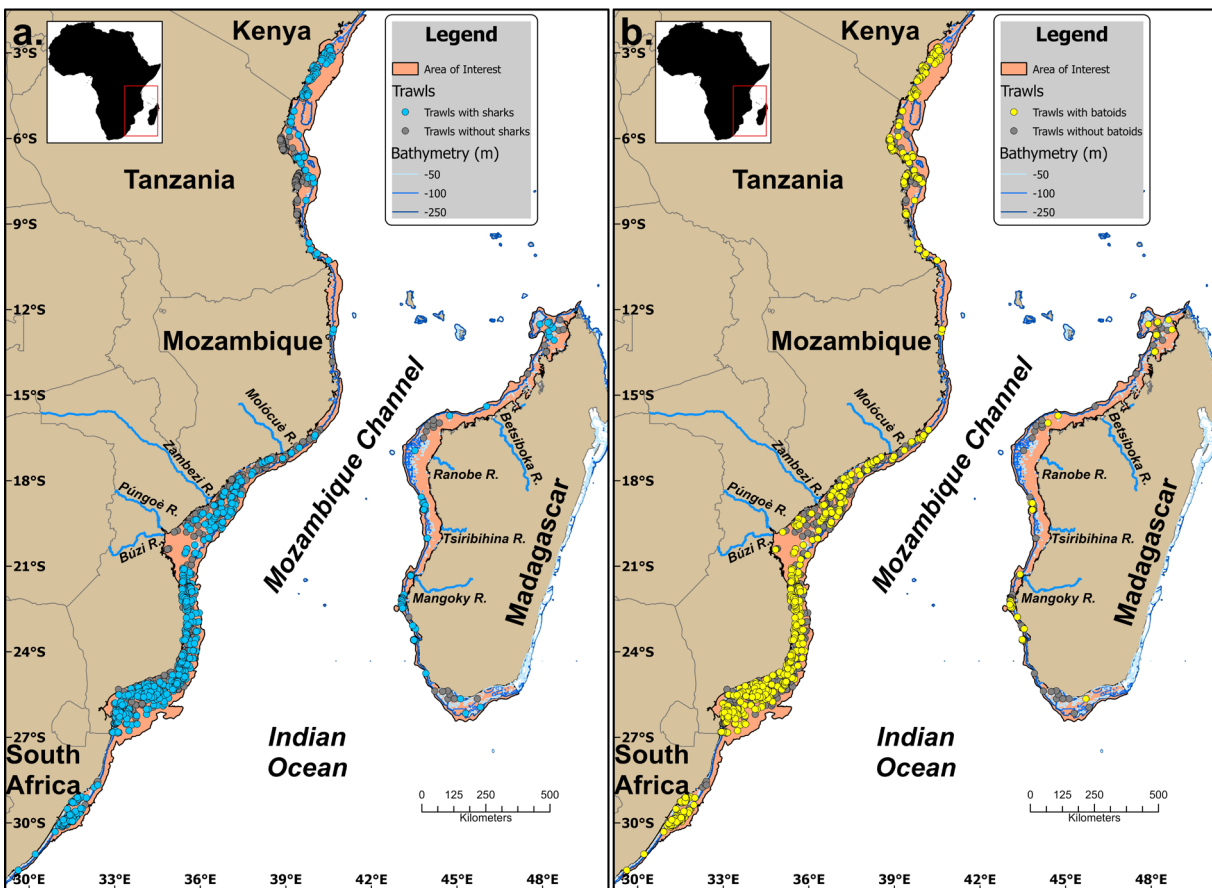 a.
Kenya
Legend
Area of Interest
Trawls
Trawls with sharks
Trawls without sharks
Bathymetry (m)
-50
-100
-250
3°S
6°S
Tanzania
9°S
12°S
Mozambique
15°S
Molócuè R.
Zambezi R.
Mozambique Channel
Betsiboka R.
Ranobe R.
18°S
Púngoè R.
Búzi R.
Tsiribihina R.
Madagascar
21°S
Mangoky R.
24°S
27°S
South
Africa
Indian
Ocean
0 125 250 500
Kilometers
30°S
30°E 33°E 36°E 39°E 42°E 45°E 48°E
b.
Kenya
Legend
Area of Interest
Trawls
Trawls with batoids
Trawls without batoids
Bathymetry (m)
-50
-100
-250
3°S
6°S
Tanzania
9°S
12°S
Mozambique
15°S
Molócuè R.
Zambezi R.
Mozambique Channel
Betsiboka R.
Ranobe R.
18°S
Púngoè R.
Búzi R.
Tsiribihina R.
Madagascar
21°S
Mangoky R.
24°S
27°S
South
Africa
Indian
Ocean
0 125 250 500
Kilometers
30°S
30°E 33°E 36°E 39°E 42°E 45°E 48°E